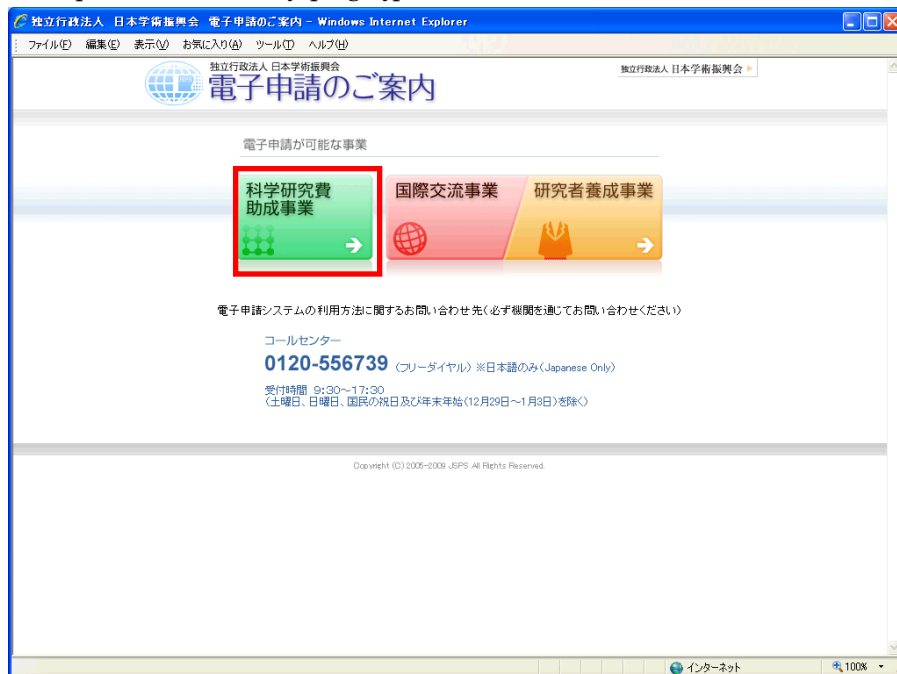 独立行政法人 日本学術振興会 電子申請のご案内 - Windows Internet Explorer
ファイル(F) 編集(E) 表示(V) お気に入り(A) ツール(T) ヘルプ(H)
独立行政法人 日本学術振興会
電子申請のご案内
独立行政法人 日本学術振興会
電子申請が可能な事業
科学研究費
助成事業
国際交流事業
研究者養成事業
電子申請システムの利用方法に関するお問い合わせ先(必ず機関を通じてお問い合わせください)
コールセンター
0120-556739 (フリーダイヤル) ※日本語のみ(Japanese Only)
受付時間 9:30~17:30
(土曜日、日曜日、国民の祝日及び年末年始(12月29日~1月3日)を除く)
Copyright (C) 2005-2009 JSPS All Rights Reserved.
インターネット
100%